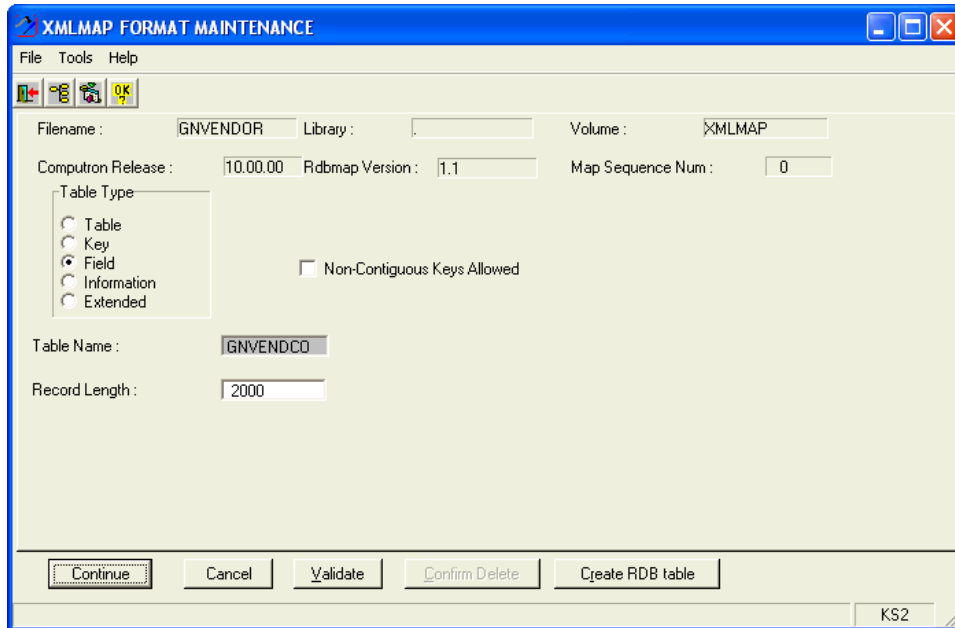 XMLMAP FORMAT MAINTENANCE
File Tools Help
OK ?
Filename : GNVENDOR Library : . Volume : XMLMAP
Computron Release : 10.00.00 Rdbmap Version : 1.1 Map Sequence Num : 0
Table Type
Table
Key
Field
Information
Extended
Non-Contiguous Keys Allowed
Table Name : GNVENDCO
Record Length : 2000
Continue Cancel Validate Confirm Delete Create RDB table
KS2